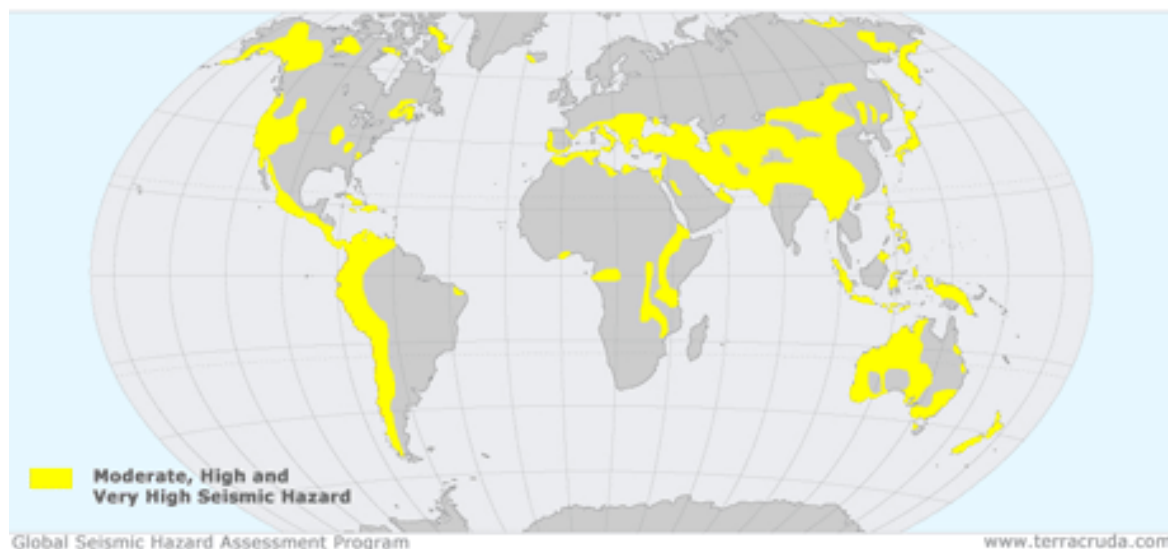 Moderate, High and
Very High Seismic Hazard
Global Seismic Hazard Assessment Program
www.terracruda.com